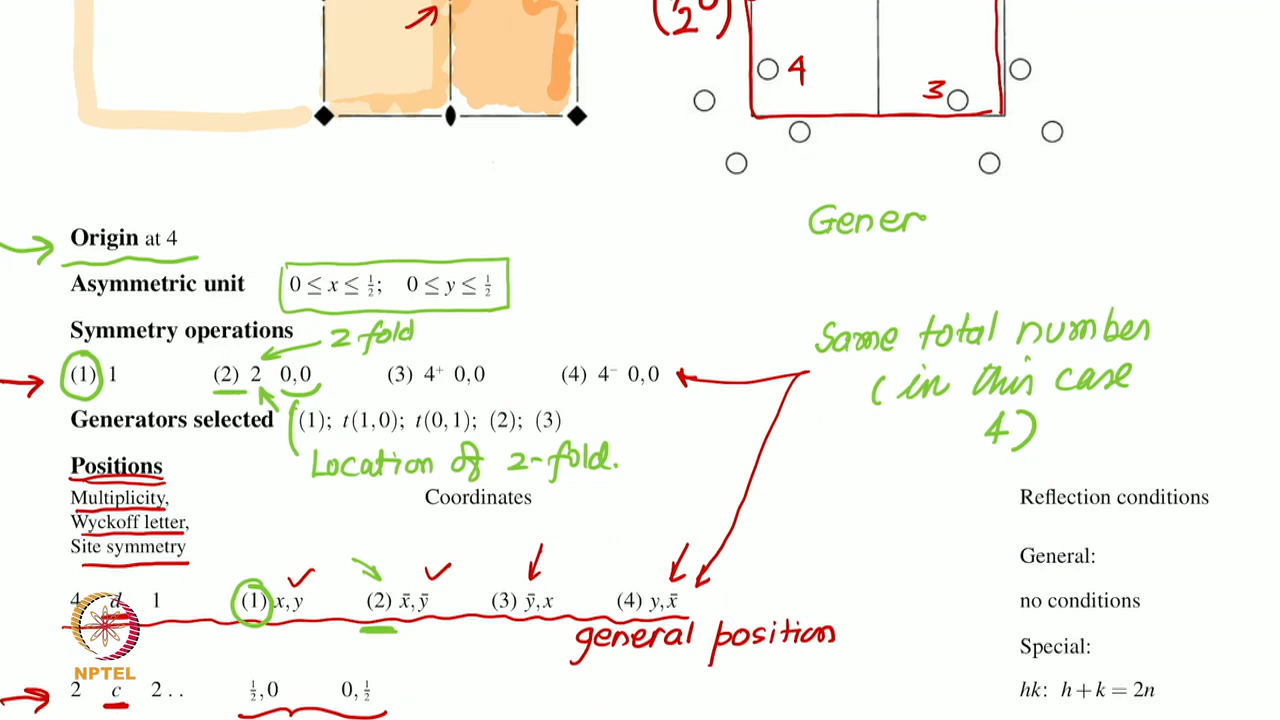 (½0)
4
3
Gener
Origin at 4
Asymmetric unit 0 ≤ x ≤ ½; 0 ≤ y ≤ ½
Symmetry operations
2 fold
(1) 1 (2) 2 0,0 (3) 4⁺ 0,0 (4) 4⁻ 0,0
Same total number
(in this case
4)
Generators selected (1); t(1,0); t(0,1); (2); (3)
Location of 2-fold.
Positions
Multiplicity,
Wyckoff letter,
Site symmetry
Coordinates
Reflection conditions
General:
4 d 1 (1) x,y (2) x̄,ȳ (3) ȳ,x (4) y,x̄ no conditions
general position
Special:
NPTEL
2 c 2 . . ½,0 0,½ hk: h+k = 2n